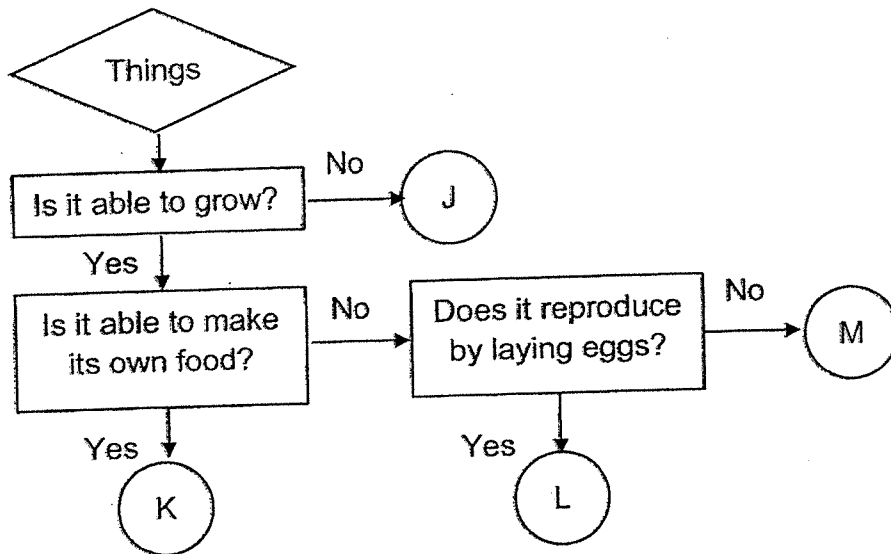 Things
Is it able to grow?
No
J
Yes
Is it able to make
its own food?
No
Does it reproduce
by laying eggs?
No
M
Yes
K
Yes
L